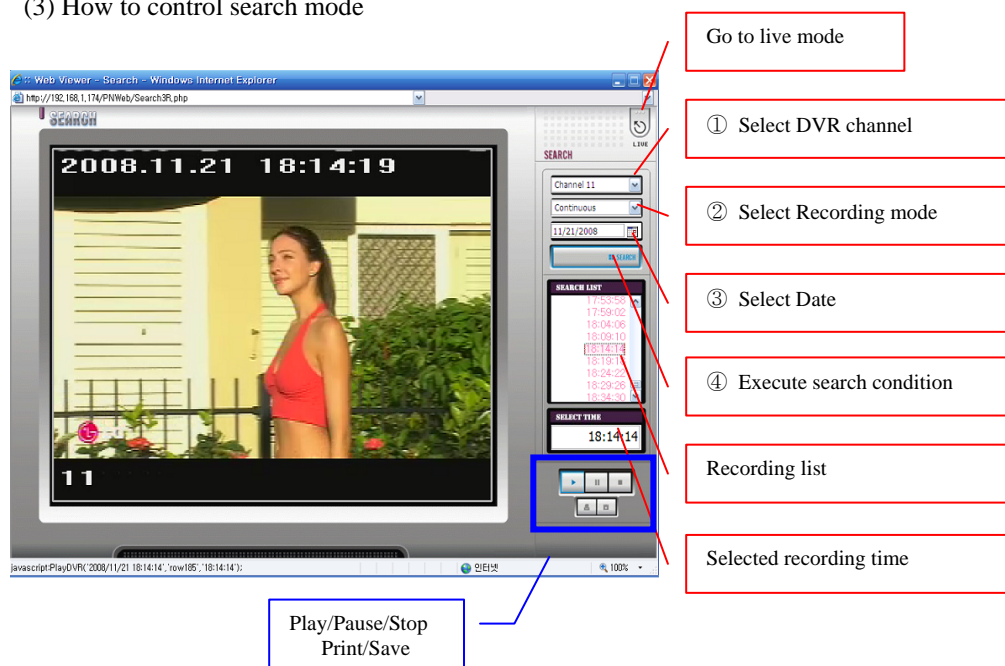 (3) How to control search mode
Go to live mode
:: Web Viewer - Search - Windows Internet Explorer
http://192,168,1,174/PNWeb/Search3R,php
SEARCH
LIVE
① Select DVR channel
SEARCH
2008.11.21 18:14:19
Channel 11
② Select Recording mode
Continuous
11/21/2008
SEARCH
③ Select Date
SEARCH LIST
17:53:58
17:59:02
18:04:06
18:09:10
18:14:14
18:19:1
18:24:22
18:29:26
18:34:30
④ Execute search condition
SELECT TIME
18:14:14
LG
11
Recording list
Selected recording time
javascript:PlayDVR('2008/11/21 18:14:14','row185','18:14:14');
인터넷
100%
Play/Pause/Stop
Print/Save